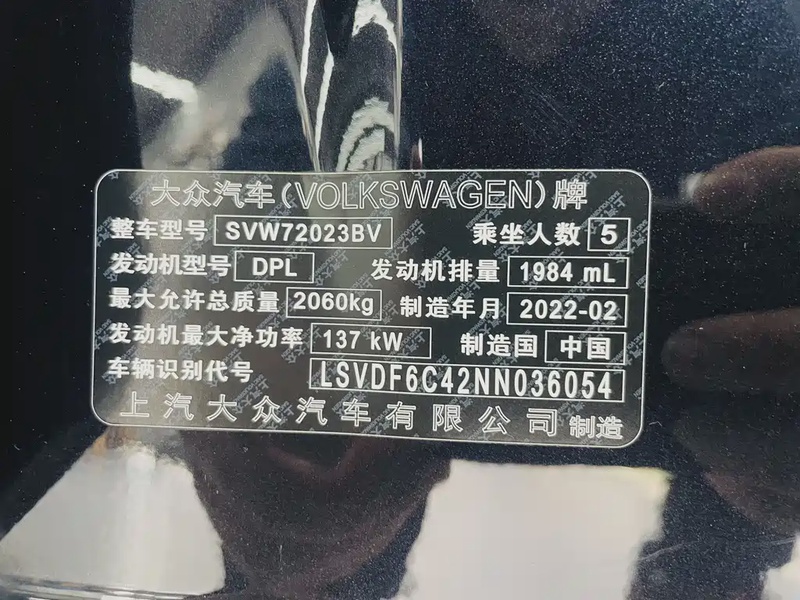 大众汽车(VOLKSWAGEN)牌
整车型号 SVW72023BV 乘坐人数 5
发动机型号 DPL 发动机排量 1984 mL
最大允许总质量 2060kg 制造年月 2022-02
发动机最大净功率 137 kW 制造国 中国
车辆识别代号 LSVDF6C42NN036054
上汽大众汽车有限公司 制造